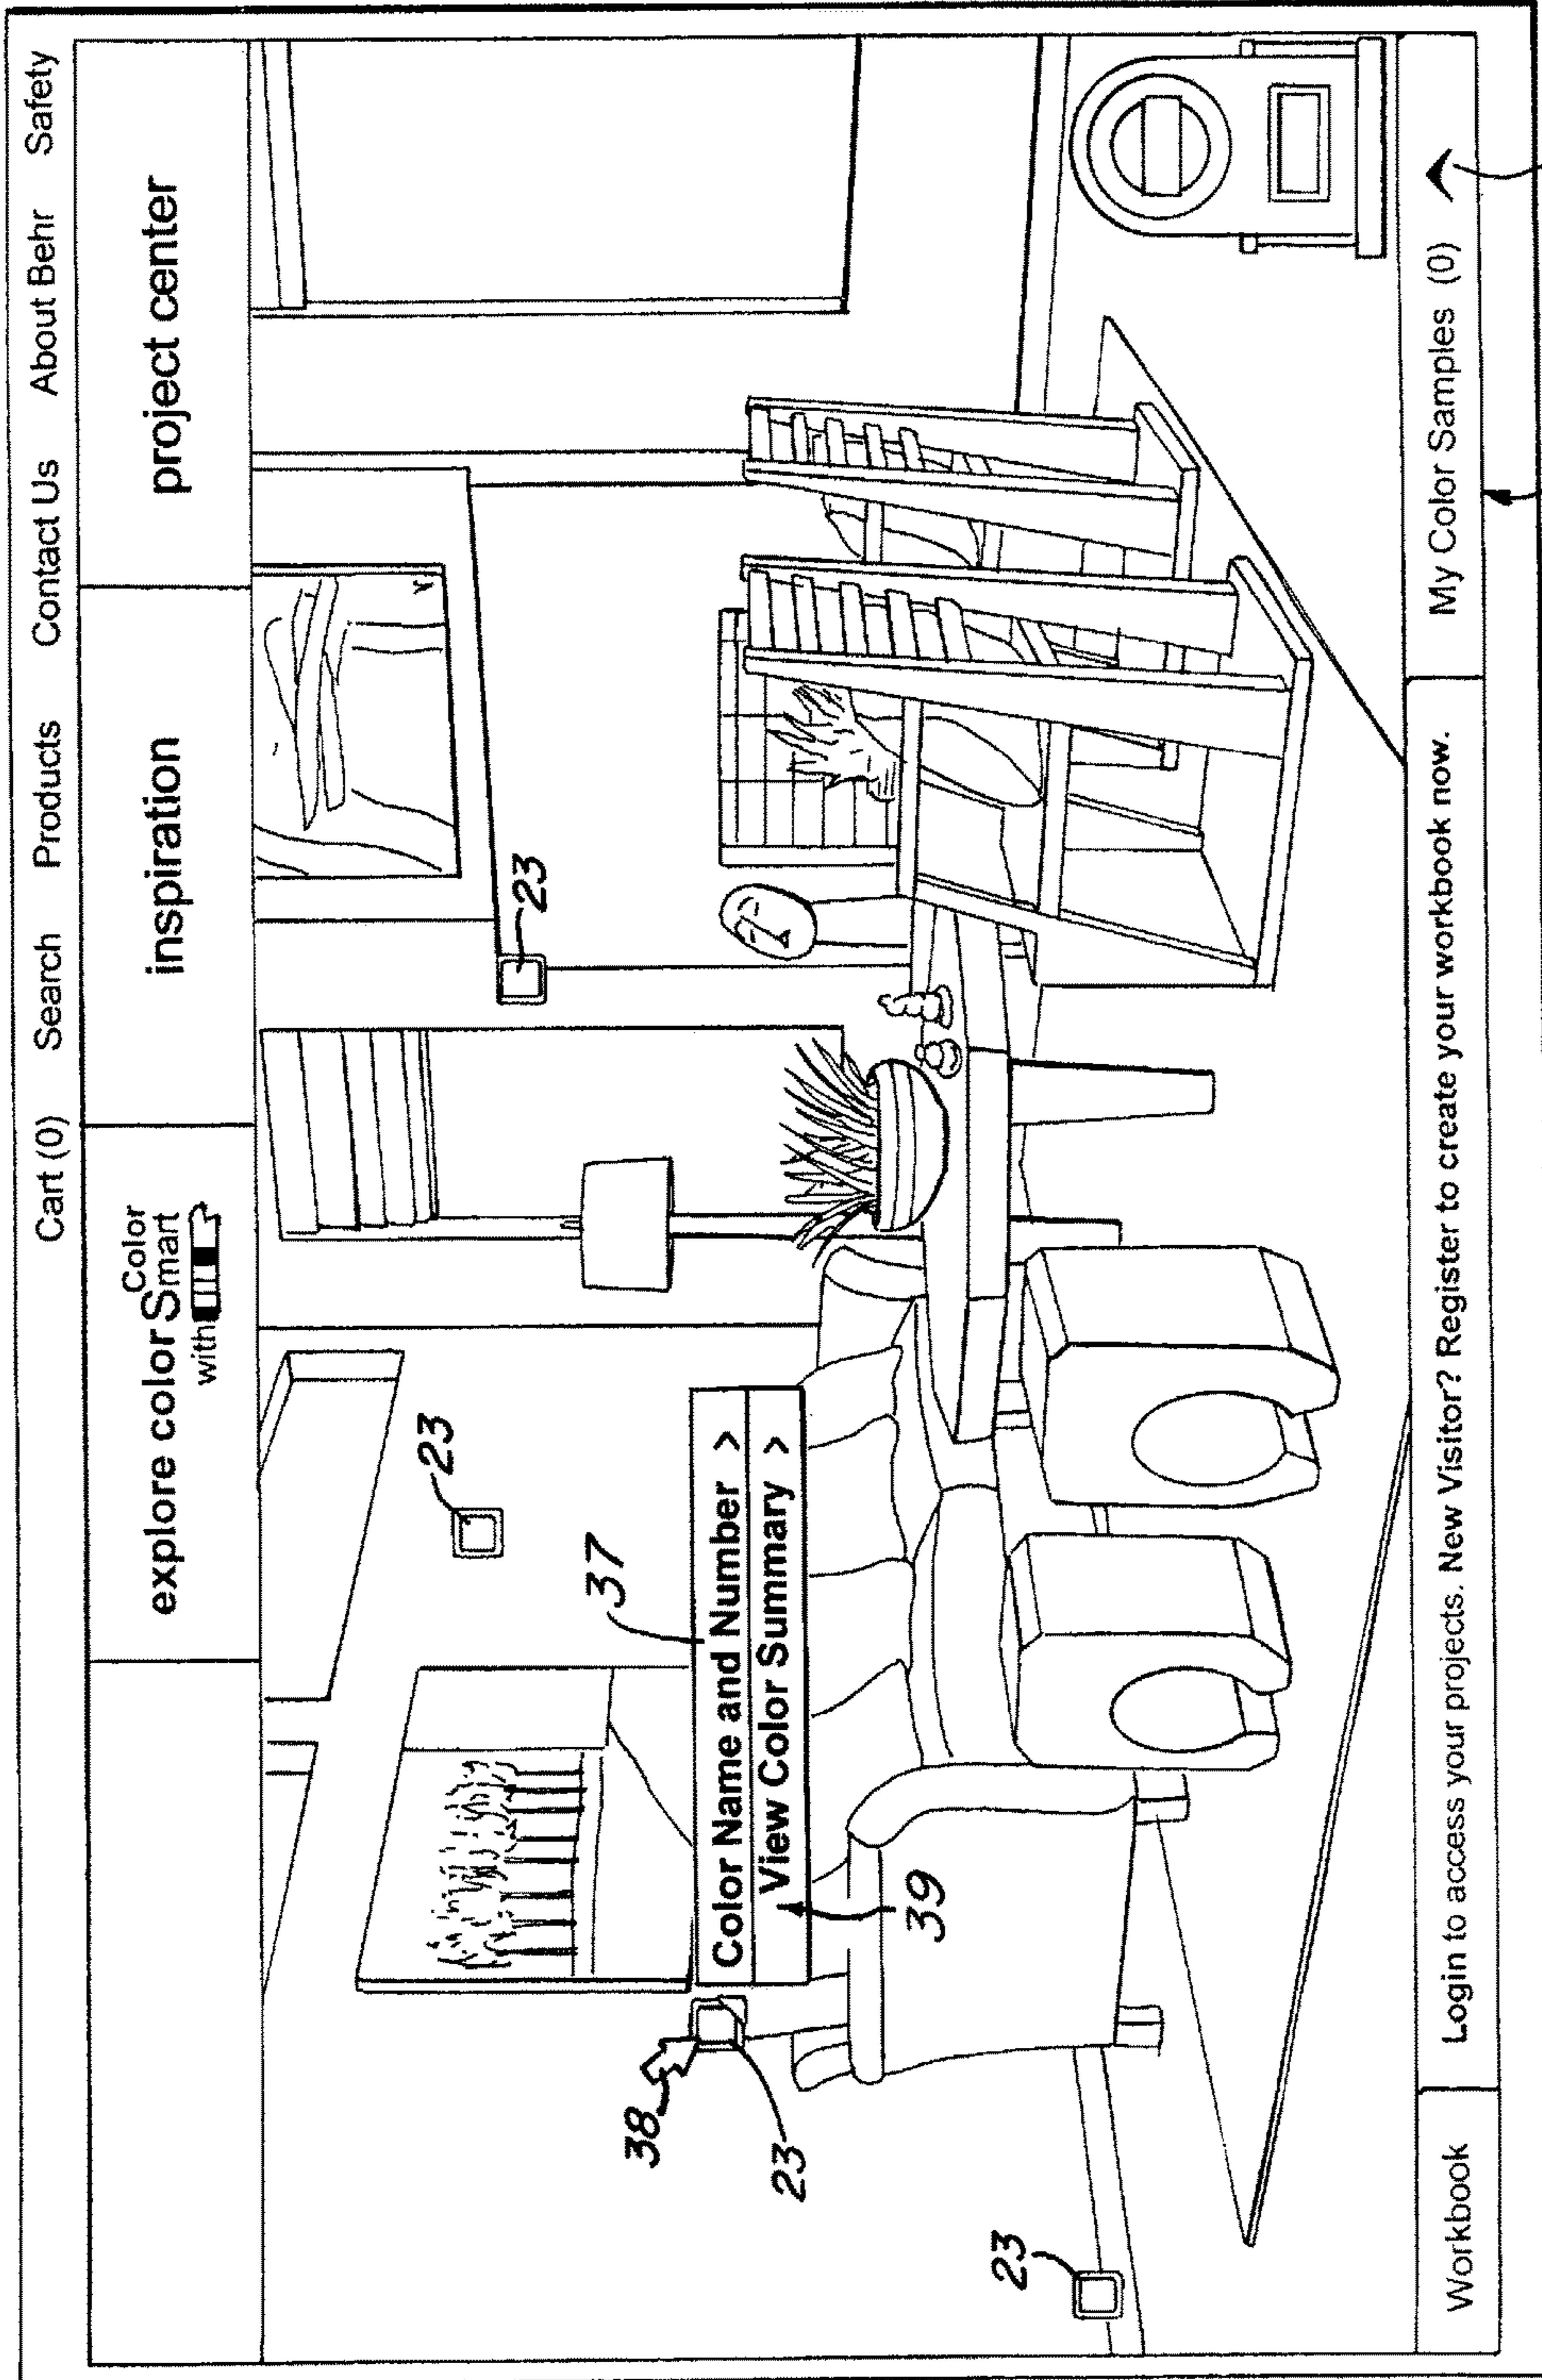 Cart (0) Search Products Contact Us About Behr Safety
explore color
with
Color
Smart
inspiration
project center
23
23
37
Color Name and Number >
View Color Summary >
38
23
39
23
Workbook
Login to access your projects. New Visitor? Register to create your workbook now.
My Color Samples (0)